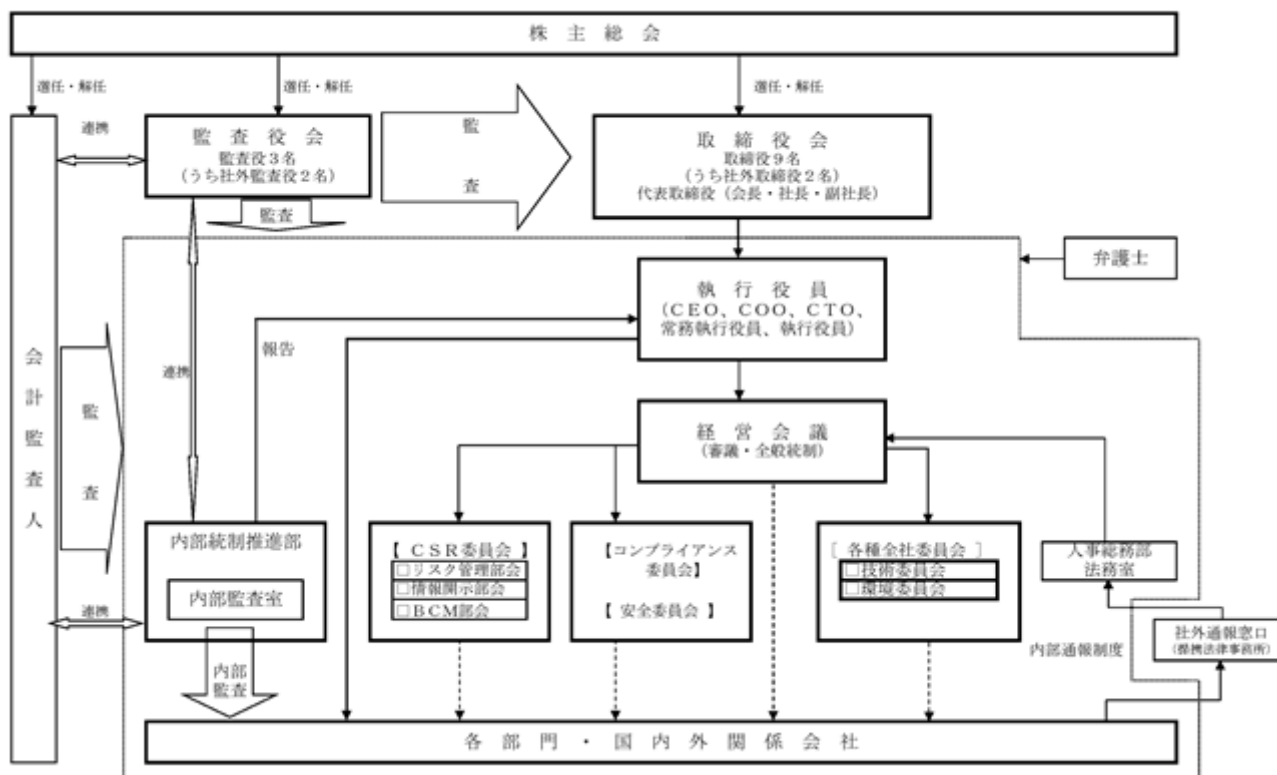 株主総会
選任・解任
選任・解任
選任・解任
連携
監査役会
監査役3名
(うち社外監査役2名)
監査
監査
取締役会
取締役9名
(うち社外取締役2名)
代表取締役(会長・社長・副社長)
弁護士
執行役員
(CEO、COO、CTO、
常務執行役員、執行役員)
報告
連携
会計監査人
監査
経営会議
(審議・全般統制)
内部統制推進部
内部監査室
【 CSR委員会 】
□リスク管理部会
□情報開示部会
□BCM部会
【コンプライアンス
委員会】
【 安全委員会 】
[ 各種全社委員会 ]
□技術委員会
□環境委員会
人事総務部
法務室
連携
内部通報制度
社外通報窓口
(提携法律事務所)
内部
監査
各部門・国内外関係会社